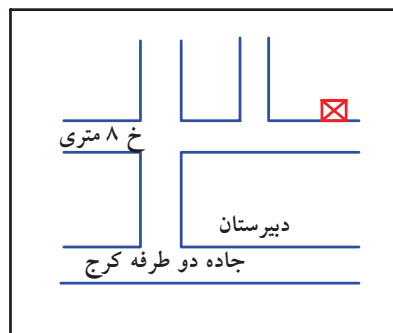 خ ۸ متری
دبیرستان
جاده دو طرفه کرج